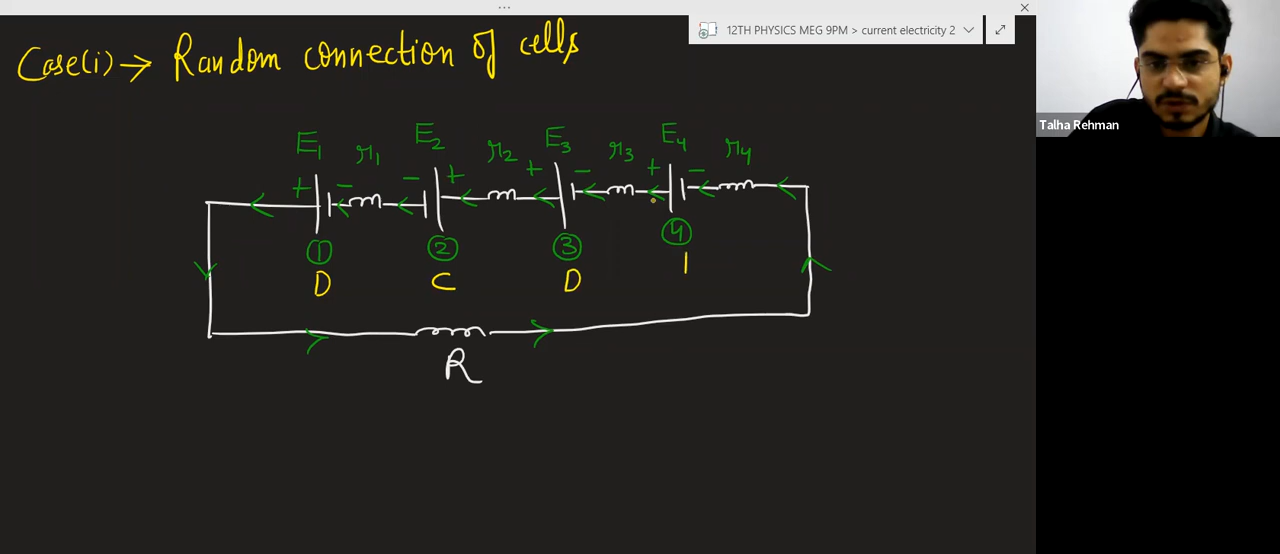 12TH PHYSICS MEG 9PM > current electricity 2
Case(i) → Random connection of cells
Talha Rehman
E1 r1 E2 r2 E3 r3 E4 r4
+ - - + + - + -
① ② ③ ④
D C D I
R